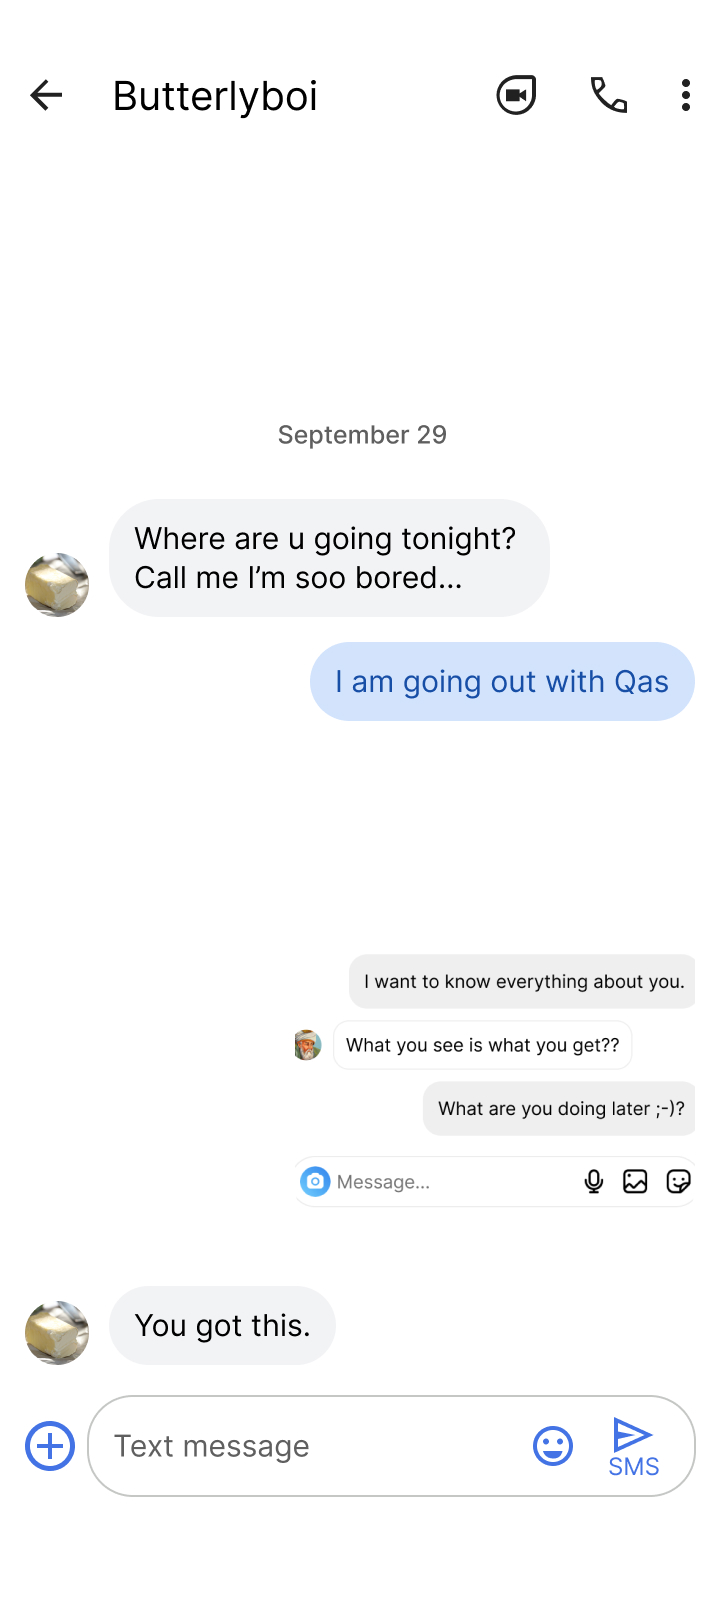 Butterlyboi
September 29
Where are u going tonight?
Call me I’m soo bored...
I am going out with Qas
I want to know everything about you.
What you see is what you get??
What are you doing later ;-)?
Message...
You got this.
Text message
SMS